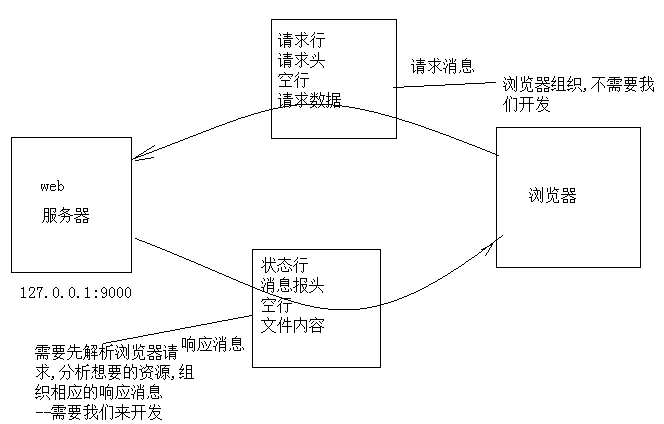 请求行
请求头
空行
请求数据
请求消息
浏览器组织,不需要我
们开发
web
服务器
浏览器
127.0.0.1:9000
状态行
消息报头
空行
文件内容
响应消息
需要先解析浏览器请
求,分析想要的资源,组
织相应的响应消息
--需要我们来开发